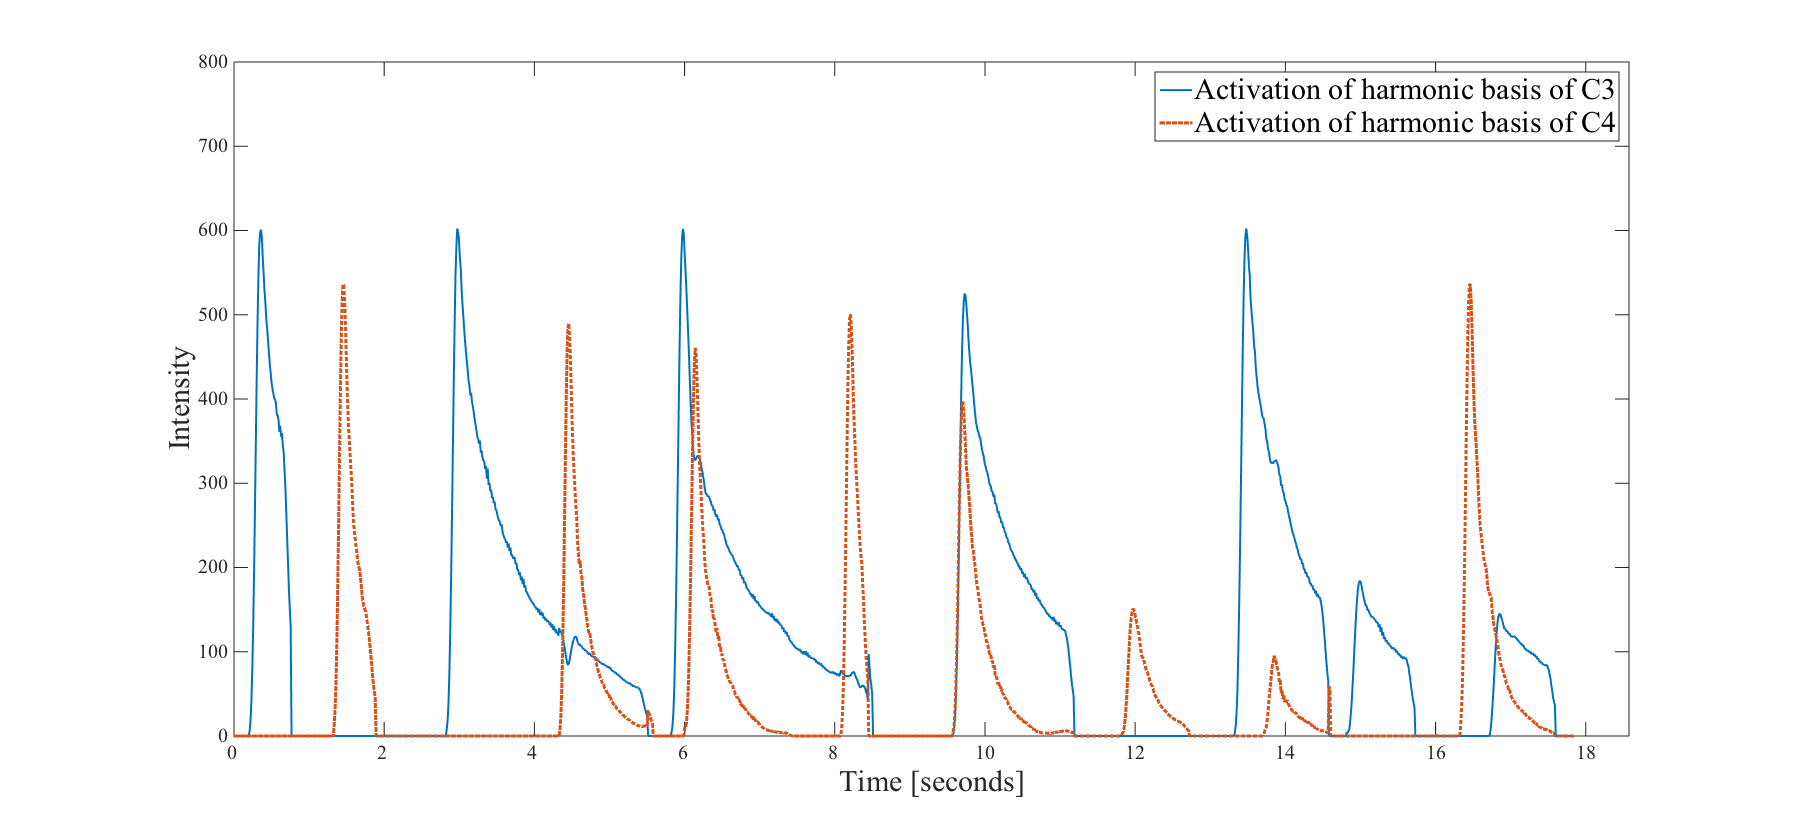 800
700
600
500
400
300
200
100
0
Intensity
Activation of harmonic basis of C3
Activation of harmonic basis of C4
0 2 4 6 8 10 12 14 16 18
Time [seconds]